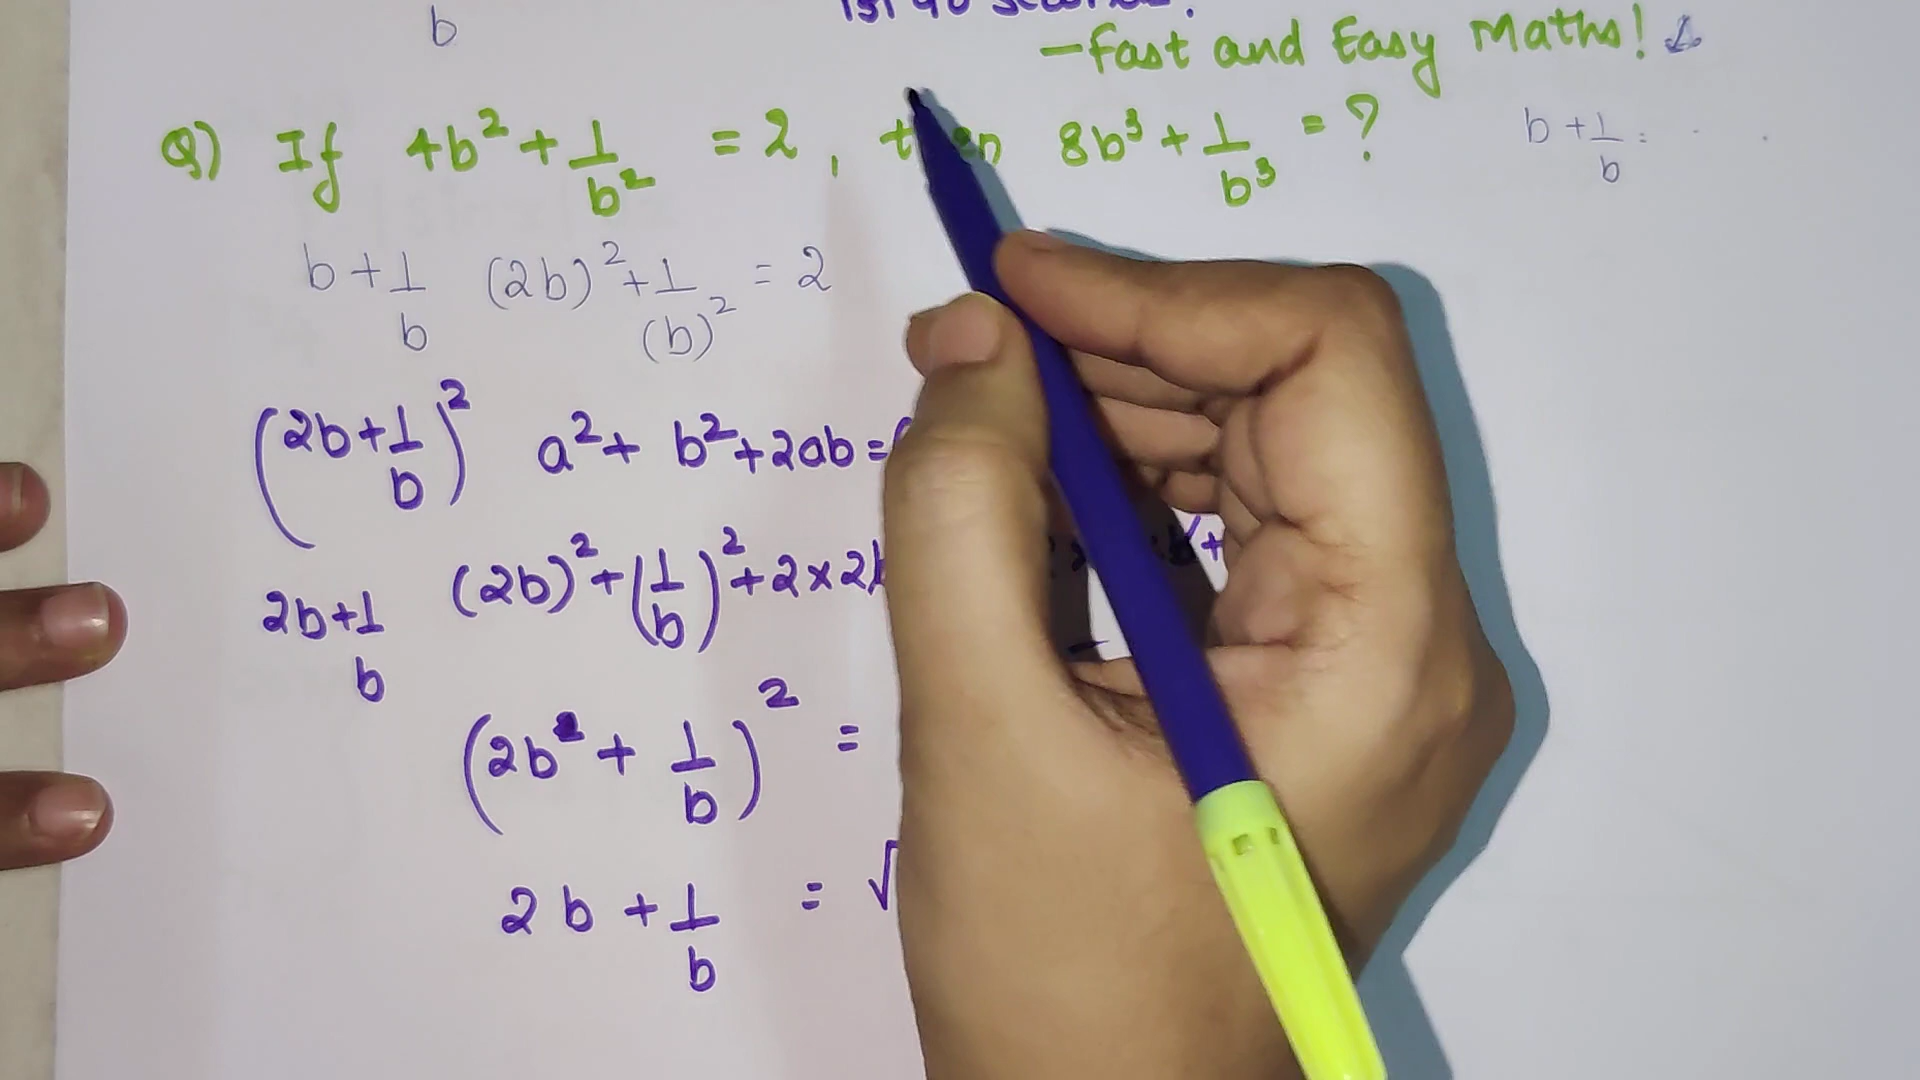 b
- Fast and Easy Maths!
Q) If 4b² + 1/b² = 2, then 8b³ + 1/b³ = ?
b + 1/b =
b + 1/b (2b)² + 1/(b)² = 2
(2b + 1/b)² a² + b² + 2ab =
2b + 1/b (2b)² + (1/b)² + 2 × 2b
(2b² + 1/b)² =
2b + 1/b = √